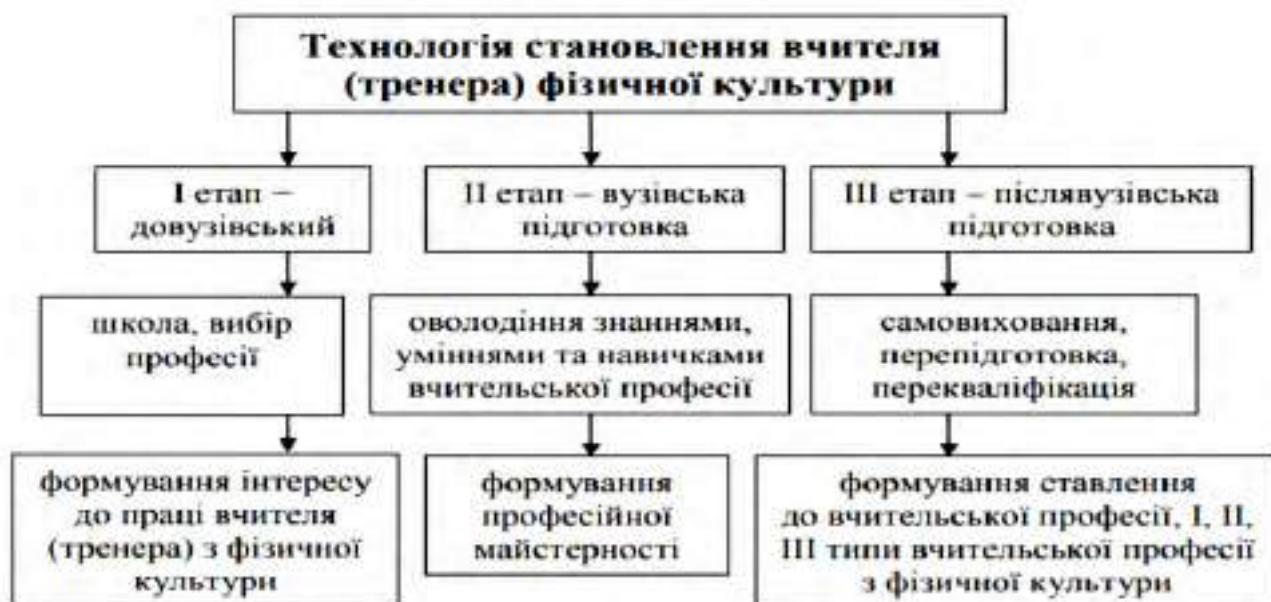 Технологія становлення вчителя
(тренера) фізичної культури
І етап –
довузівський
ІІ етап – вузівська
підготовка
ІІІ етап – післявузівська
підготовка
школа, вибір
професії
оволодіння знаннями,
уміннями та навичками
вчительської професії
самовиховання,
перепідготовка,
перекваліфікація
формування інтересу
до праці вчителя
(тренера) з фізичної
культури
формування
професійної
майстерності
формування ставлення
до вчительської професії, І, ІІ,
ІІІ типи вчительської професії
з фізичної культури